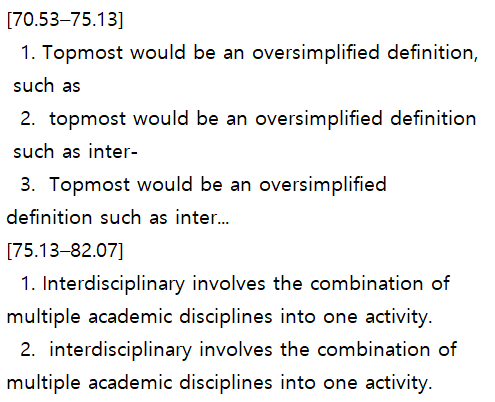 [70.53–75.13]
1. Topmost would be an oversimplified definition,
such as
2. topmost would be an oversimplified definition
such as inter-
3. Topmost would be an oversimplified
definition such as inter…
[75.13–82.07]
1. Interdisciplinary involves the combination of
multiple academic disciplines into one activity.
2. interdisciplinary involves the combination of
multiple academic disciplines into one activity.